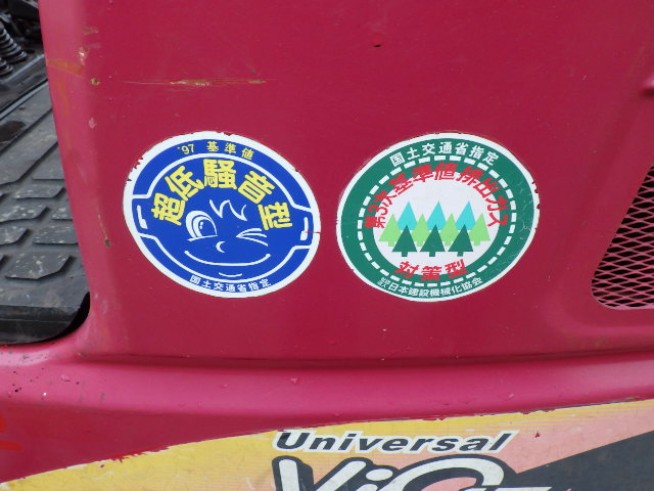 '97 基準値
超低騒音型
国土交通省指定
国土交通省指定
第3次基準値排出ガス
対策型
日本建設機械化協会
Universal